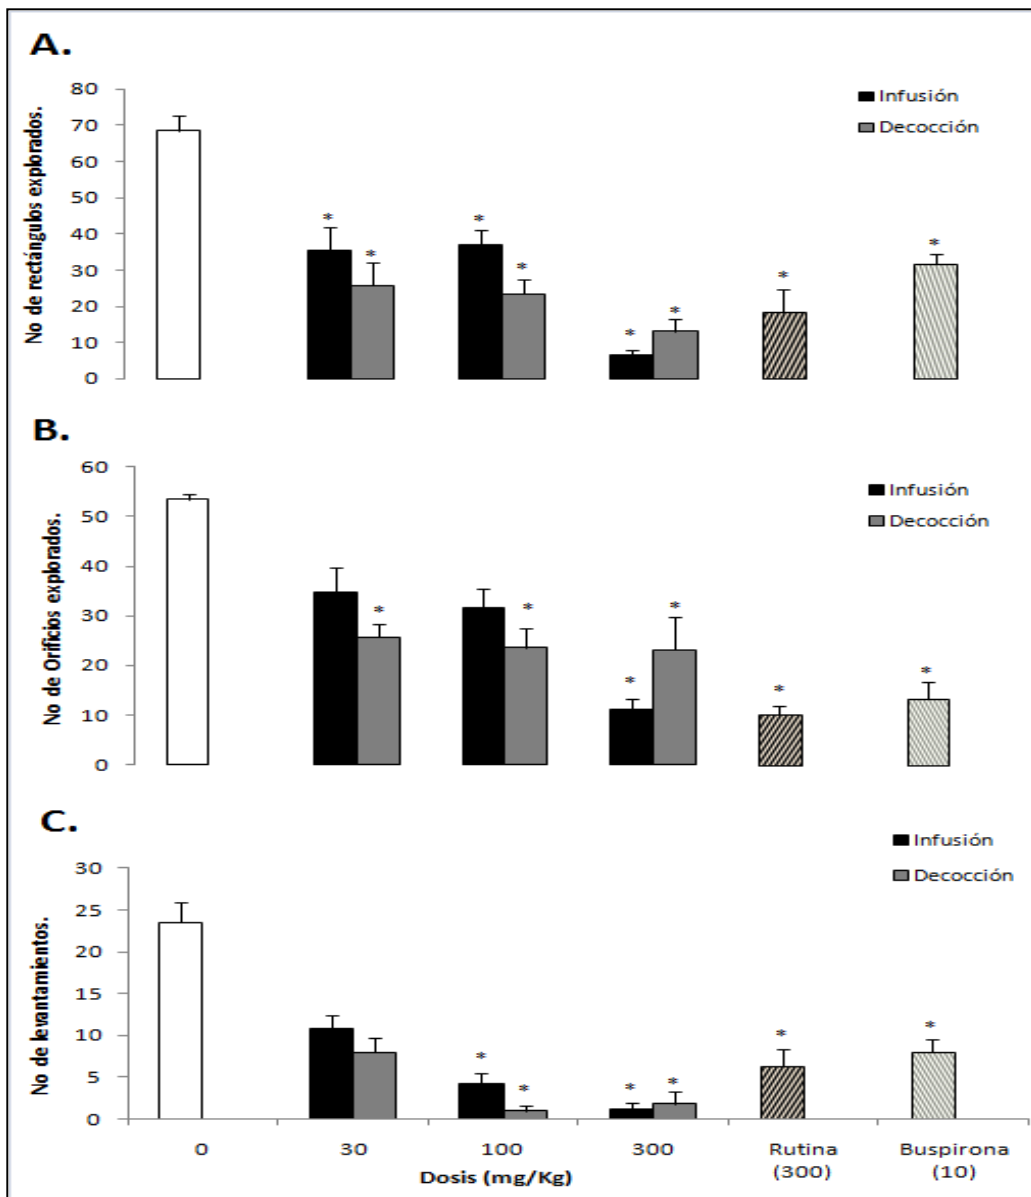 A.
No de rectángulos explorados.
80
70
60
50
40
30
20
10
0
Infusión
Decocción
* * * * * * * *
B.
No de Orificios explorados.
60
50
40
30
20
10
0
Infusión
Decocción
* * * * * *
C.
No de levantamientos.
30
25
20
15
10
5
0
Infusión
Decocción
* * * * * *
0 30 100 300 Rutina Buspirona
(300) (10)
Dosis (mg/Kg)